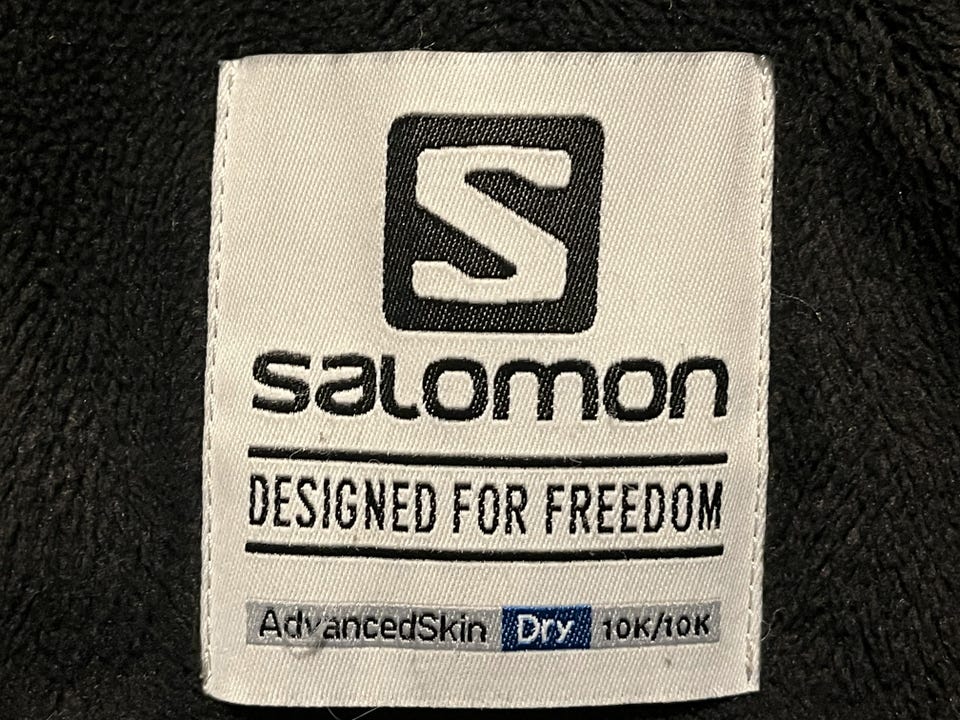 S
salomon
DESIGNED FOR FREEDOM
AdvancedSkin Dry 10K/10K